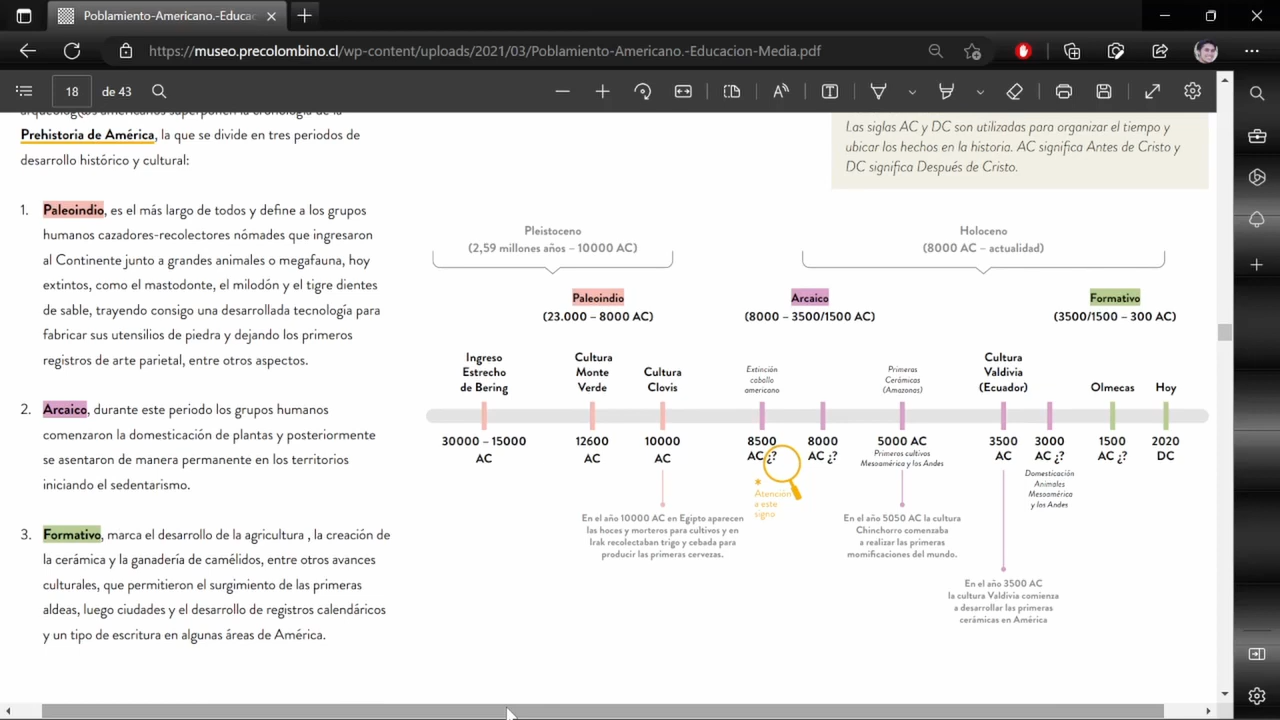 Poblamiento-Americano.-Educac
https://museo.precolombino.cl/wp-content/uploads/2021/03/Poblamiento-Americano.-Educacion-Media.pdf
18 de 43
arqueólog@s americanos superponen la cronología de la
Prehistoria de América, la que se divide en tres periodos de
desarrollo histórico y cultural:
1. Paleoindio, es el más largo de todos y define a los grupos
humanos cazadores-recolectores nómades que ingresaron
al Continente junto a grandes animales o megafauna, hoy
extintos, como el mastodonte, el milodón y el tigre dientes
de sable, trayendo consigo una desarrollada tecnología para
fabricar sus utensilios de piedra y dejando los primeros
registros de arte parietal, entre otros aspectos.
2. Arcaico, durante este periodo los grupos humanos
comenzaron la domesticación de plantas y posteriormente
se asentaron de manera permanente en los territorios
iniciando el sedentarismo.
3. Formativo, marca el desarrollo de la agricultura , la creación de
la cerámica y la ganadería de camélidos, entre otros avances
culturales, que permitieron el surgimiento de las primeras
aldeas, luego ciudades y el desarrollo de registros calendáricos
y un tipo de escritura en algunas áreas de América.
Las siglas AC y DC son utilizadas para organizar el tiempo y
ubicar los hechos en la historia. AC significa Antes de Cristo y
DC significa Después de Cristo.
Pleistoceno
(2,59 millones años – 10000 AC)
Holoceno
(8000 AC – actualidad)
Paleoindio
(23.000 – 8000 AC)
Arcaico
(8000 – 3500/1500 AC)
Formativo
(3500/1500 – 300 AC)
Ingreso
Estrecho
de Bering
30000 – 15000
AC
Cultura
Monte
Verde
12600
AC
Cultura
Clovis
10000
AC
En el año 10000 AC en Egipto aparecen
las hoces y morteros para cultivos y en
Irak recolectaban trigo y cebada para
producir las primeras cervezas.
Extinción
caballo
americano
8500
AC ¿?
*
Atención
a este
signo
8000
AC ¿?
Primeras
Cerámicas
(Amazonas)
5000 AC
Primeros cultivos
Mesoamérica y los Andes
En el año 5050 AC la cultura
Chinchorro comenzaba
a realizar las primeras
momificaciones del mundo.
Cultura
Valdivia
(Ecuador)
3500
AC
En el año 3500 AC
la cultura Valdivia comienza
a desarrollar las primeras
cerámicas en América
3000
AC ¿?
Domesticación
Animales
Mesoamérica
y los Andes
Olmecas
1500
AC ¿?
Hoy
2020
DC